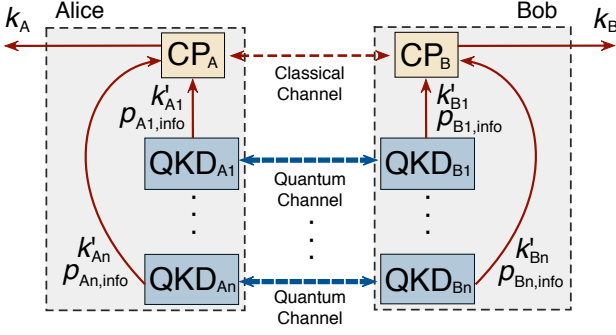 Alice
Bob
k_A
k_B
CP_A
CP_B
Classical
Channel
k'_A1
p_A1,info
k'_B1
p_B1,info
QKD_A1
QKD_B1
Quantum
Channel
k'_An
p_An,info
k'_Bn
p_Bn,info
QKD_An
QKD_Bn
Quantum
Channel